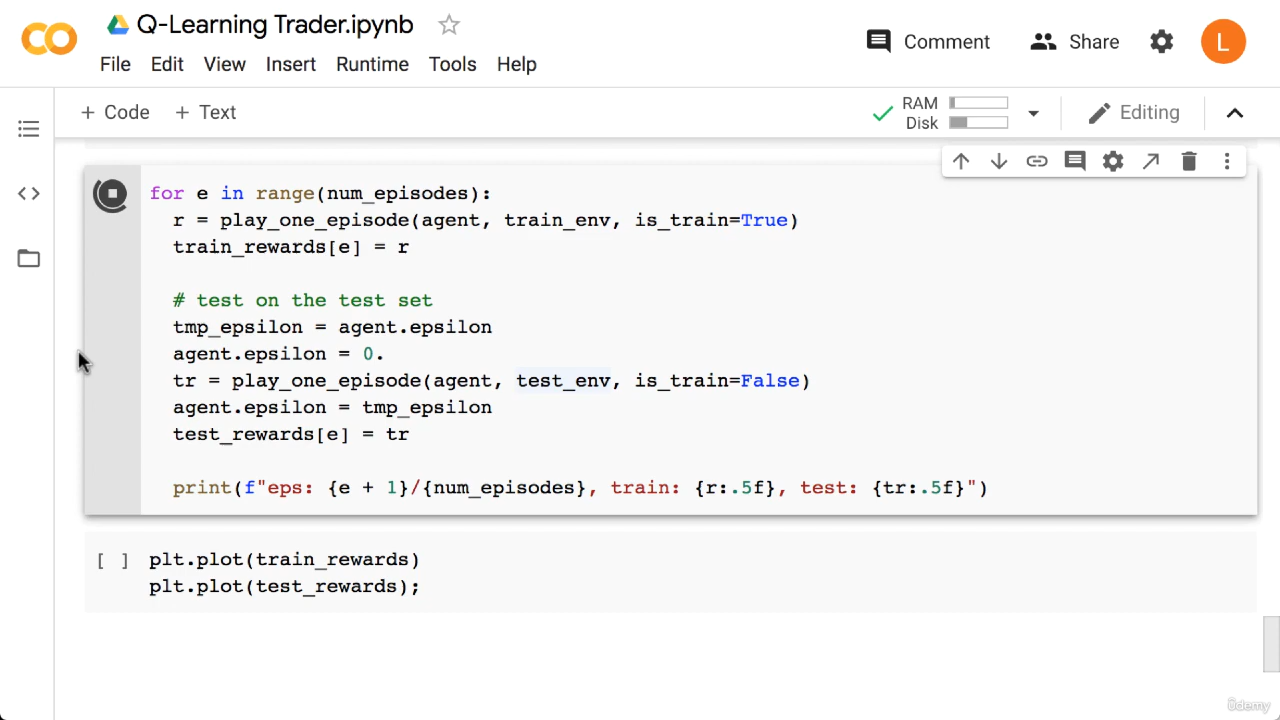 Q-Learning Trader.ipynb
Comment
Share
L
File Edit View Insert Runtime Tools Help
+ Code + Text
RAM
Disk
Editing
for e in range(num_episodes):
  r = play_one_episode(agent, train_env, is_train=True)
  train_rewards[e] = r

  # test on the test set
  tmp_epsilon = agent.epsilon
  agent.epsilon = 0.
  tr = play_one_episode(agent, test_env, is_train=False)
  agent.epsilon = tmp_epsilon
  test_rewards[e] = tr

  print(f"eps: {e + 1}/{num_episodes}, train: {r:.5f}, test: {tr:.5f}")
[ ] plt.plot(train_rewards)
plt.plot(test_rewards);
ûdemy